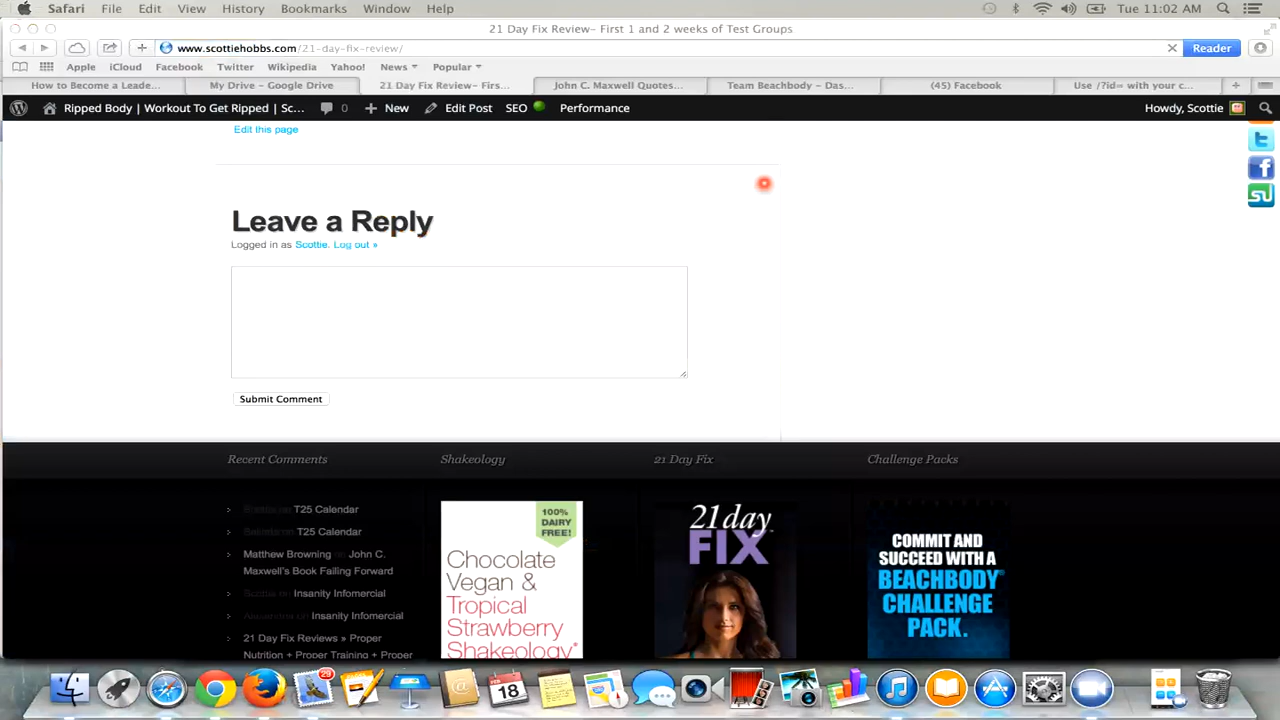 Safari File Edit View History Bookmarks Window Help Tue 11:02 AM
21 Day Fix Review- First 1 and 2 weeks of Test Groups
www.scottiehobbs.com/21-day-fix-review/ Reader
Apple iCloud Facebook Twitter Wikipedia Yahoo! News Popular
How to Become a Leade... My Drive – Google Drive 21 Day Fix Review– Firs... John C. Maxwell Quotes... Team Beachbody – Das... (45) Facebook Use /?id= with your c...
Ripped Body | Workout To Get Ripped | Sc... 0 New Edit Post SEO Performance Howdy, Scottie
Edit this page
Leave a Reply
Logged in as Scottie. Log out »
Submit Comment
Recent Comments Shakeology 21 Day Fix Challenge Packs
T25 Calendar
T25 Calendar
Matthew Browning on John C.
Maxwell's Book Failing Forward
Scottie on Insanity Infomercial
Insanity Infomercial
21 Day Fix Reviews » Proper
Nutrition + Proper Training + Proper
100%
DAIRY
FREE!
Chocolate
Vegan &
Tropical
Strawberry
Shakeology®
21 day
FIX
COMMIT AND
SUCCEED WITH A
BEACHBODY
CHALLENGE
PACK.
29
18